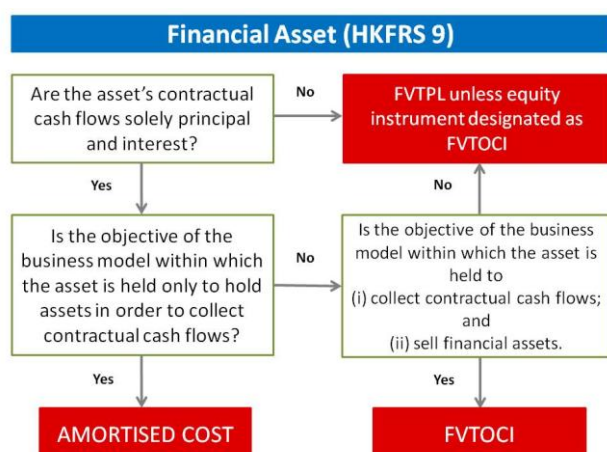 Financial Asset (HKFRS 9)
Are the asset's contractual
cash flows solely principal
and interest?
No
FVTPL unless equity
instrument designated as
FVTOCI
Yes
No
Is the objective of the
business model within which
the asset is held only to hold
assets in order to collect
contractual cash flows?
No
Is the objective of the business
model within which the asset is
held to
(i) collect contractual cash flows;
and
(ii) sell financial assets.
Yes
Yes
AMORTISED COST
FVTOCI